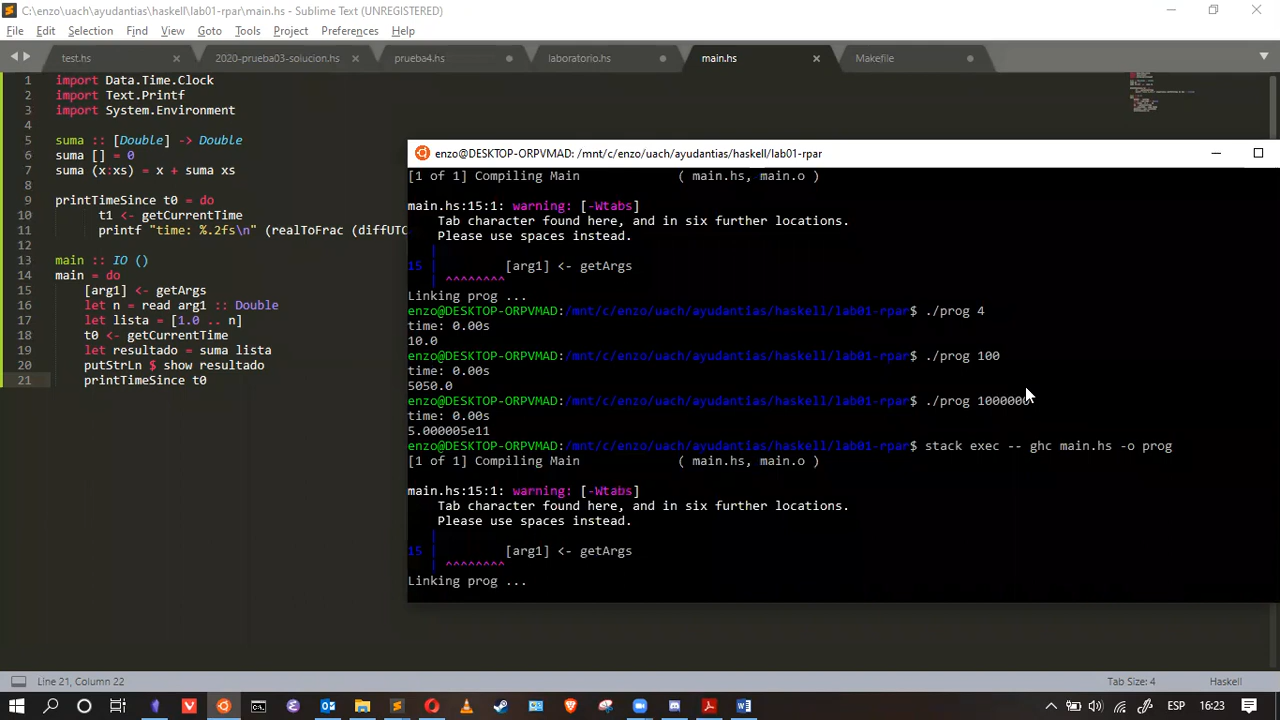 C:\enzo\uach\ayudantias\haskell\lab01-rpar\main.hs - Sublime Text (UNREGISTERED)
File Edit Selection Find View Goto Tools Project Preferences Help
test.hs 2020-prueba03-solucion.hs prueba4.hs laboratorio.hs main.hs Makefile
1 import Data.Time.Clock
2 import Text.Printf
3 import System.Environment
4
5 suma :: [Double] -> Double
6 suma [] = 0
7 suma (x:xs) = x + suma xs
8
9 printTimeSince t0 = do
10 t1 <- getCurrentTime
11 printf "time: %.2fs\n" (realToFrac (diffUTC
12
13 main :: IO ()
14 main = do
15 [arg1] <- getArgs
16 let n = read arg1 :: Double
17 let lista = [1.0 .. n]
18 t0 <- getCurrentTime
19 let resultado = suma lista
20 putStrLn $ show resultado
21 printTimeSince t0
enzo@DESKTOP-ORPVMAD: /mnt/c/enzo/uach/ayudantias/haskell/lab01-rpar
[1 of 1] Compiling Main ( main.hs, main.o )
main.hs:15:1: warning: [-Wtabs]
Tab character found here, and in six further locations.
Please use spaces instead.
|
15 | [arg1] <- getArgs
| ^^^^^^^^
Linking prog ...
enzo@DESKTOP-ORPVMAD:/mnt/c/enzo/uach/ayudantias/haskell/lab01-rpar$ ./prog 4
time: 0.00s
10.0
enzo@DESKTOP-ORPVMAD:/mnt/c/enzo/uach/ayudantias/haskell/lab01-rpar$ ./prog 100
time: 0.00s
5050.0
enzo@DESKTOP-ORPVMAD:/mnt/c/enzo/uach/ayudantias/haskell/lab01-rpar$ ./prog 1000000
time: 0.00s
5.000005e11
enzo@DESKTOP-ORPVMAD:/mnt/c/enzo/uach/ayudantias/haskell/lab01-rpar$ stack exec -- ghc main.hs -o prog
[1 of 1] Compiling Main ( main.hs, main.o )
main.hs:15:1: warning: [-Wtabs]
Tab character found here, and in six further locations.
Please use spaces instead.
|
15 | [arg1] <- getArgs
| ^^^^^^^^
Linking prog ...
Line 21, Column 22 Tab Size: 4 Haskell
ESP 16:23